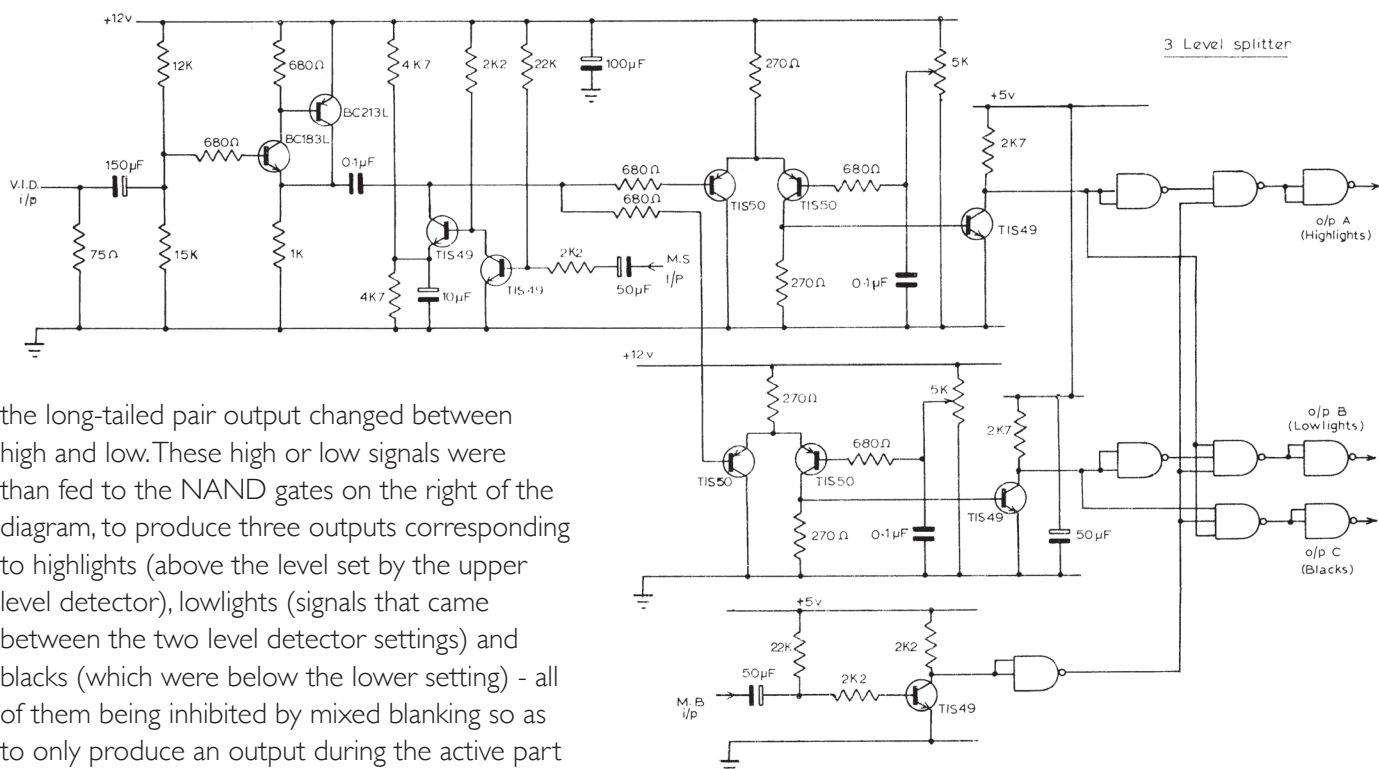 3 Level splitter
+12v
12K
680Ω
4K7
2K2
22K
100µF
270Ω
5K
+5v
BC213L
2K7
680Ω
BC183L
150µF
0·1µF
680Ω
680Ω
V.I.D.
i/p
680Ω
TIS50
TIS50
TIS49
o/p A
(Highlights)
75Ω
15K
1K
TIS49
2K2
M.S
I/P
4K7
10µF
TIS49
50µF
270Ω
0·1µF
+12v
270Ω
5K
2K7
680Ω
o/p B
(Lowlights)
TIS50
TIS50
TIS49
270Ω
0·1µF
50µF
o/p C
(Blacks)
+5v
22K
2K2
50µF
2K2
M.B
i/p
TIS49
the long-tailed pair output changed between
high and low. These high or low signals were
than fed to the NAND gates on the right of the
diagram, to produce three outputs corresponding
to highlights (above the level set by the upper
level detector), lowlights (signals that came
between the two level detector settings) and
blacks (which were below the lower setting) - all
of them being inhibited by mixed blanking so as
to only produce an output during the active part